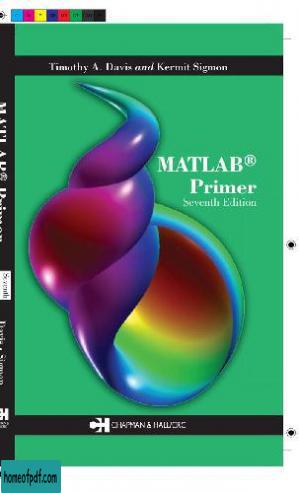 Timothy A. Davis and Kermit Sigmon
MATLAB®
Primer
Seventh Edition
CHAPMAN & HALL/CRC
MATLAB® Primer
Seventh
Davis • Sigmon
homeofpdf.com